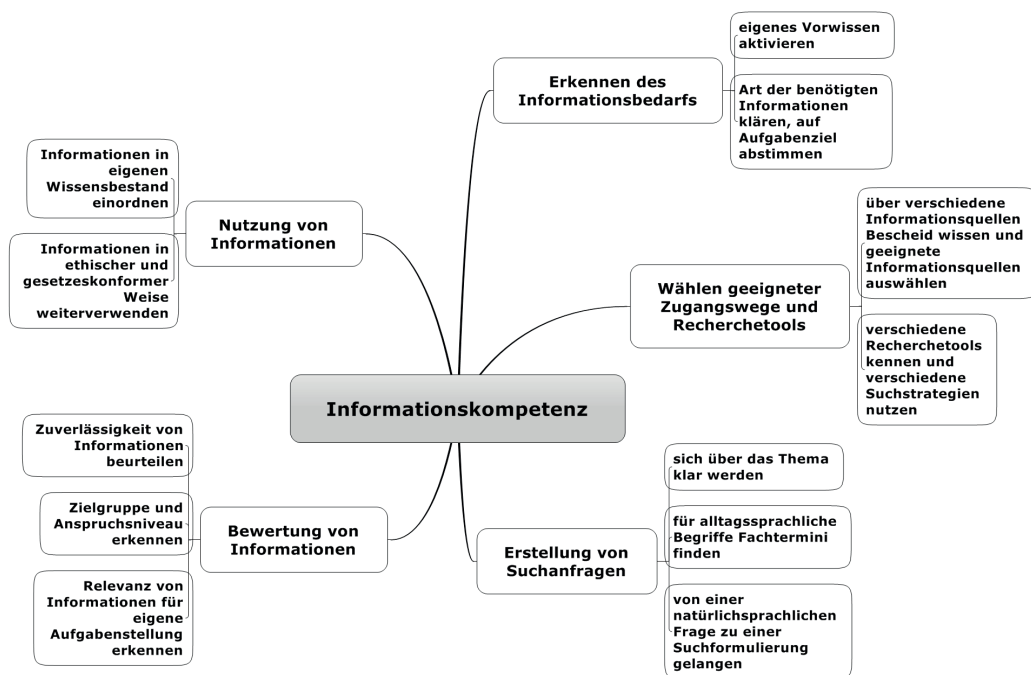 Informationskompetenz
Erkennen des
Informationsbedarfs
eigenes Vorwissen
aktivieren
Art der benötigten
Informationen
klären, auf
Aufgabenziel
abstimmen
Wählen geeigneter
Zugangswege und
Recherchetools
über verschiedene
Informationsquellen
Bescheid wissen und
geeignete
Informationsquellen
auswählen
verschiedene
Recherchetools
kennen und
verschiedene
Suchstrategien
nutzen
Erstellung von
Suchanfragen
sich über das Thema
klar werden
für alltagssprachliche
Begriffe Fachtermini
finden
von einer
natürlichsprachlichen
Frage zu einer
Suchformulierung
gelangen
Bewertung von
Informationen
Zuverlässigkeit von
Informationen
beurteilen
Zielgruppe und
Anspruchsniveau
erkennen
Relevanz von
Informationen für
eigene
Aufgabenstellung
erkennen
Nutzung von
Informationen
Informationen in
eigenen
Wissensbestand
einordnen
Informationen in
ethischer und
gesetzeskonformer
Weise
weiterverwenden